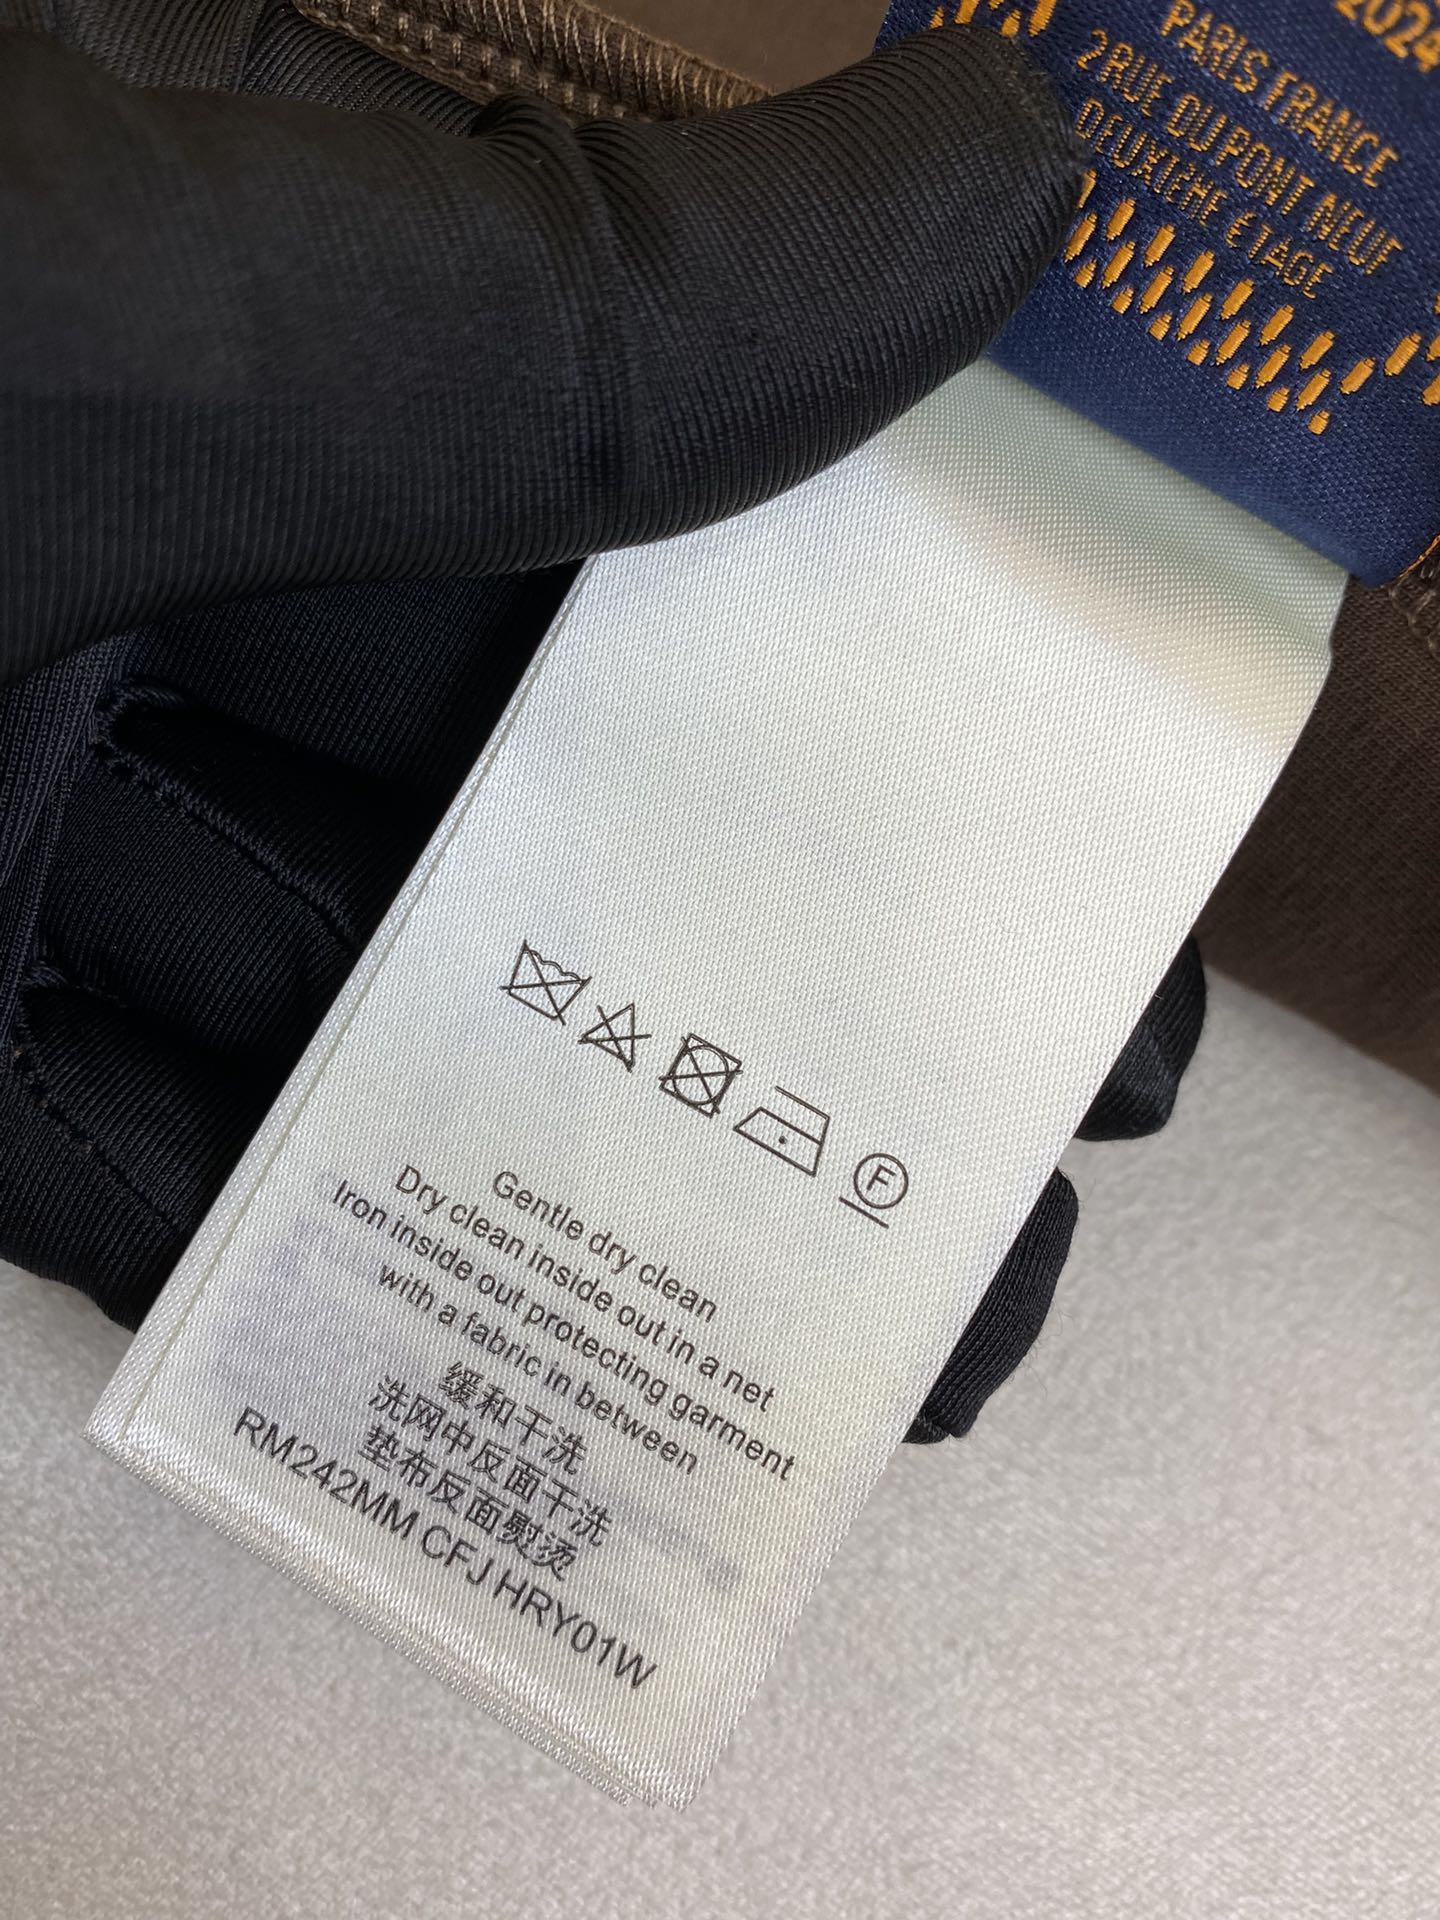 2024
PARIS FRANCE
2 RUE DU PONT NEUF
DEUXIEME ETAGE
F
Gentle dry clean
Dry clean inside out in a net
Iron inside out protecting garment
with a fabric in between
缓和干洗
洗网中反面干洗
垫布反面熨烫
RM242MM CFJ HRY01W